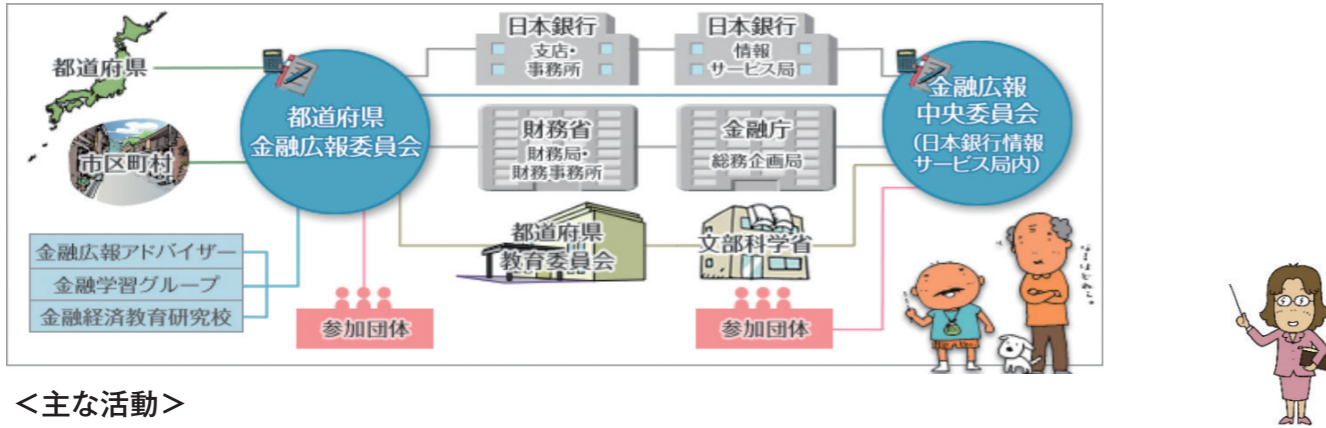 都道府県
市区町村
都道府県
金融広報委員会
日本銀行
支店・
事務所
日本銀行
情報
サービス局
財務省
財務局・
財務事務所
金融庁
総務企画局
都道府県
教育委員会
文部科学省
金融広報
中央委員会
(日本銀行情報
サービス局内)
金融広報アドバイザー
金融学習グループ
金融経済教育研究校
参加団体
参加団体
なるほどねぇ。
＜主な活動＞